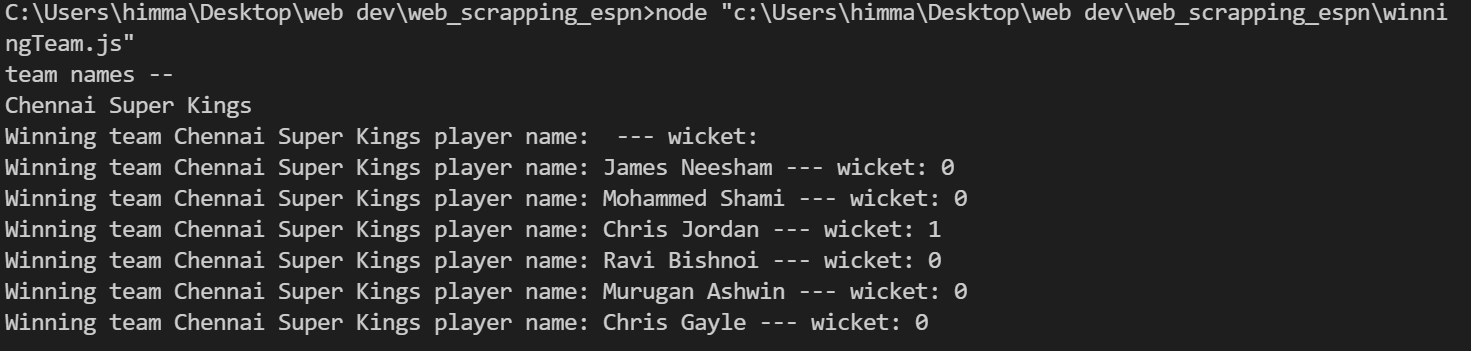 C:\Users\himma\Desktop\web dev\web_scrapping_espn>node "c:\Users\himma\Desktop\web dev\web_scrapping_espn\winni
ngTeam.js"
team names --
Chennai Super Kings
Winning team Chennai Super Kings player name:  --- wicket:
Winning team Chennai Super Kings player name: James Neesham --- wicket: 0
Winning team Chennai Super Kings player name: Mohammed Shami --- wicket: 0
Winning team Chennai Super Kings player name: Chris Jordan --- wicket: 1
Winning team Chennai Super Kings player name: Ravi Bishnoi --- wicket: 0
Winning team Chennai Super Kings player name: Murugan Ashwin --- wicket: 0
Winning team Chennai Super Kings player name: Chris Gayle --- wicket: 0